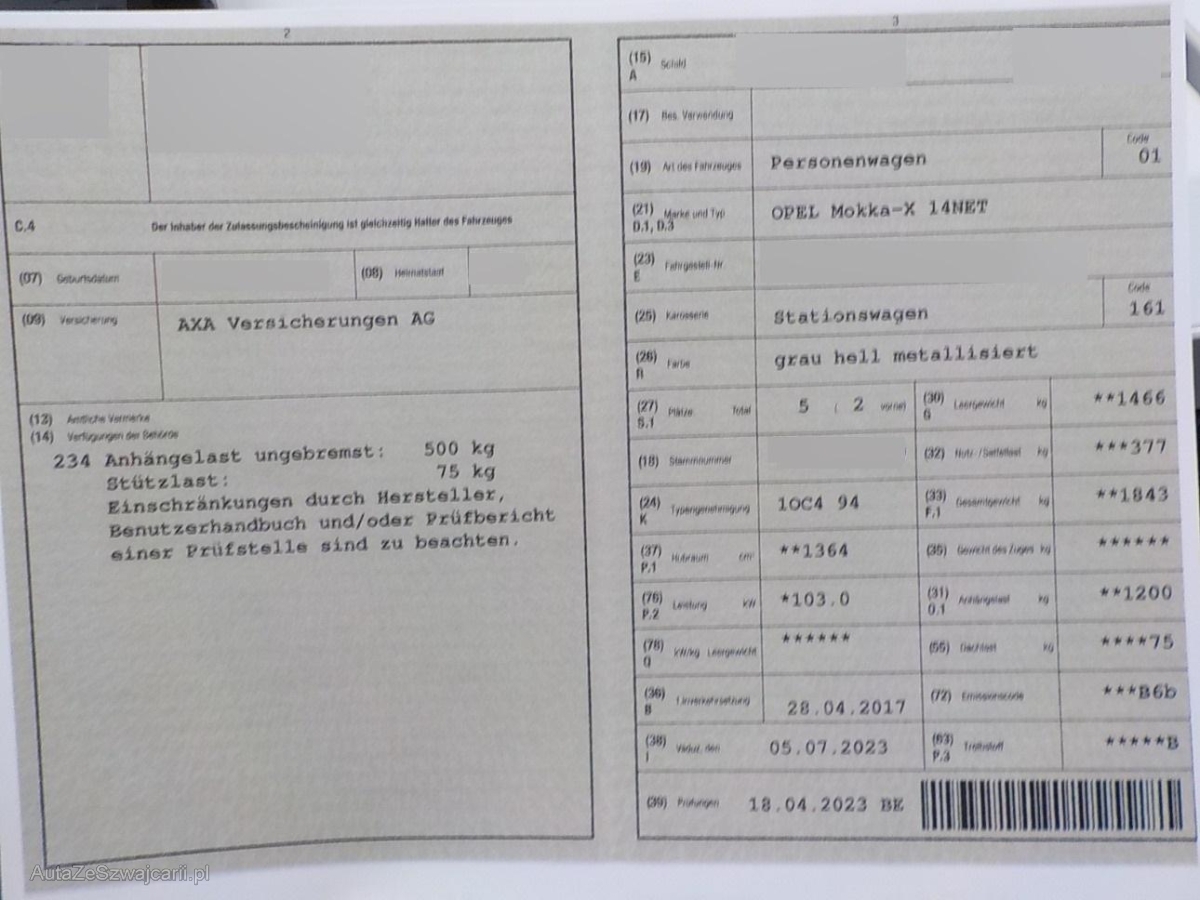 2
C.4 Der Inhaber der Zulassungsbescheinigung ist gleichzeitig Halter des Fahrzeuges
(07) Geburtsdatum (08) Heimatstaat
(09) Versicherung AXA Versicherungen AG
(13) Amtliche Vermerke
(14) Verfügungen der Behörde
234 Anhängelast ungebremst: 500 kg
Stützlast: 75 kg
Einschränkungen durch Hersteller,
Benutzerhandbuch und/oder Prüfbericht
einer Prüfstelle sind zu beachten.
3
(15) A Schild
(17) Bes. Verwendung
(19) Art des Fahrzeuges Personenwagen Code 01
(21) D.1, D.3 Marke und Typ OPEL Mokka-X 14NET
(23) E Fahrgestell-Nr.
(25) Karosserie Stationswagen Code 161
(26) R Farbe grau hell metallisiert
(27) S.1 Plätze Total 5 ( 2 vorne) (30) G Leergewicht kg **1466
(18) Stammnummer (32) Nutz-/Sattellast kg ***377
(24) K Typengenehmigung 1OC4 94 (33) F.1 Gesamtgewicht kg **1843
(37) P.1 Hubraum cm³ **1364 (35) Gewicht des Zuges kg ******
(76) P.2 Leistung kW *103.0 (31) O.1 Anhängelast kg **1200
(78) Q kW/kg Leergewicht ****** (55) Dachlast kg ****75
(36) B 28.04.2017 (72) Emissionscode ***B6b
(38) I 05.07.2023 (63) P.3 Treibstoff *****B
(39) Prüfungen 18.04.2023 BE
AutaZeSzwajcarii.pl